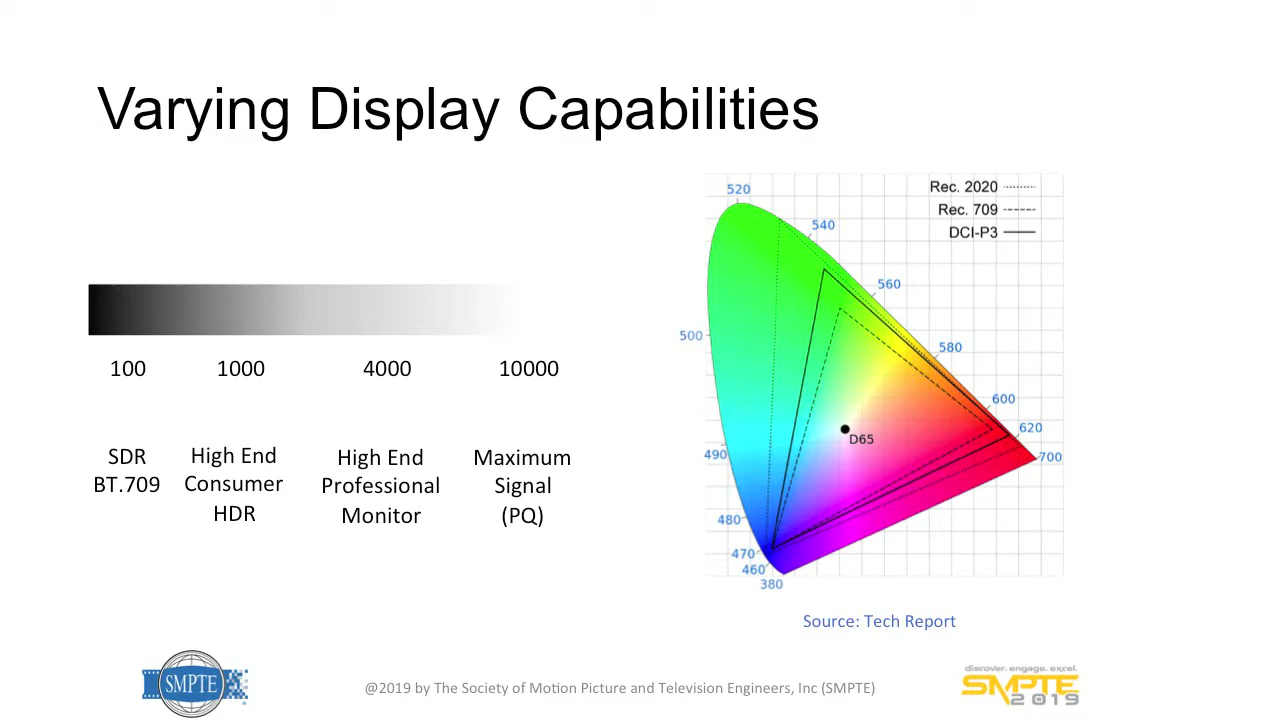 Varying Display Capabilities
100 1000 4000 10000
SDR
BT.709
High End
Consumer
HDR
High End
Professional
Monitor
Maximum
Signal
(PQ)
Rec. 2020
Rec. 709
DCI-P3
520
540
560
500
580
600
620
700
D65
490
480
470
460
380
Source: Tech Report
SMPTE
@2019 by The Society of Motion Picture and Television Engineers, Inc (SMPTE)
discover. engage. excel.
SMPTE
2019